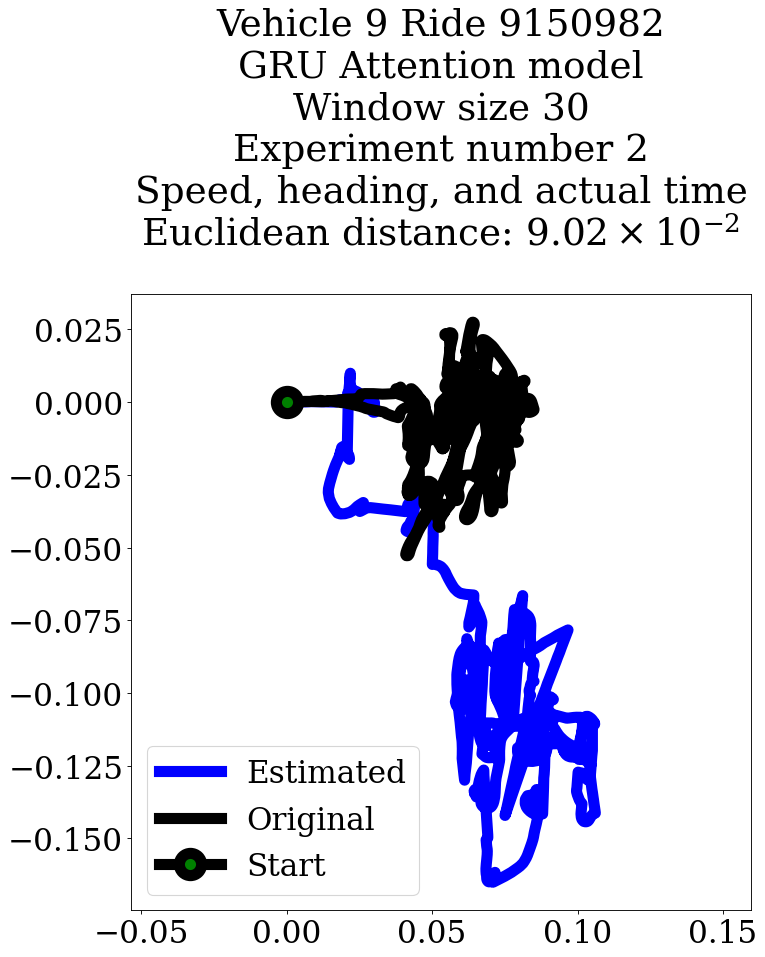 Vehicle 9 Ride 9150982
GRU Attention model
Window size 30
Experiment number 2
Speed, heading, and actual time
Euclidean distance: 9.02 × 10⁻²
0.025
0.000
−0.025
−0.050
−0.075
−0.100
−0.125
−0.150
Estimated
Original
Start
−0.05 0.00 0.05 0.10 0.15